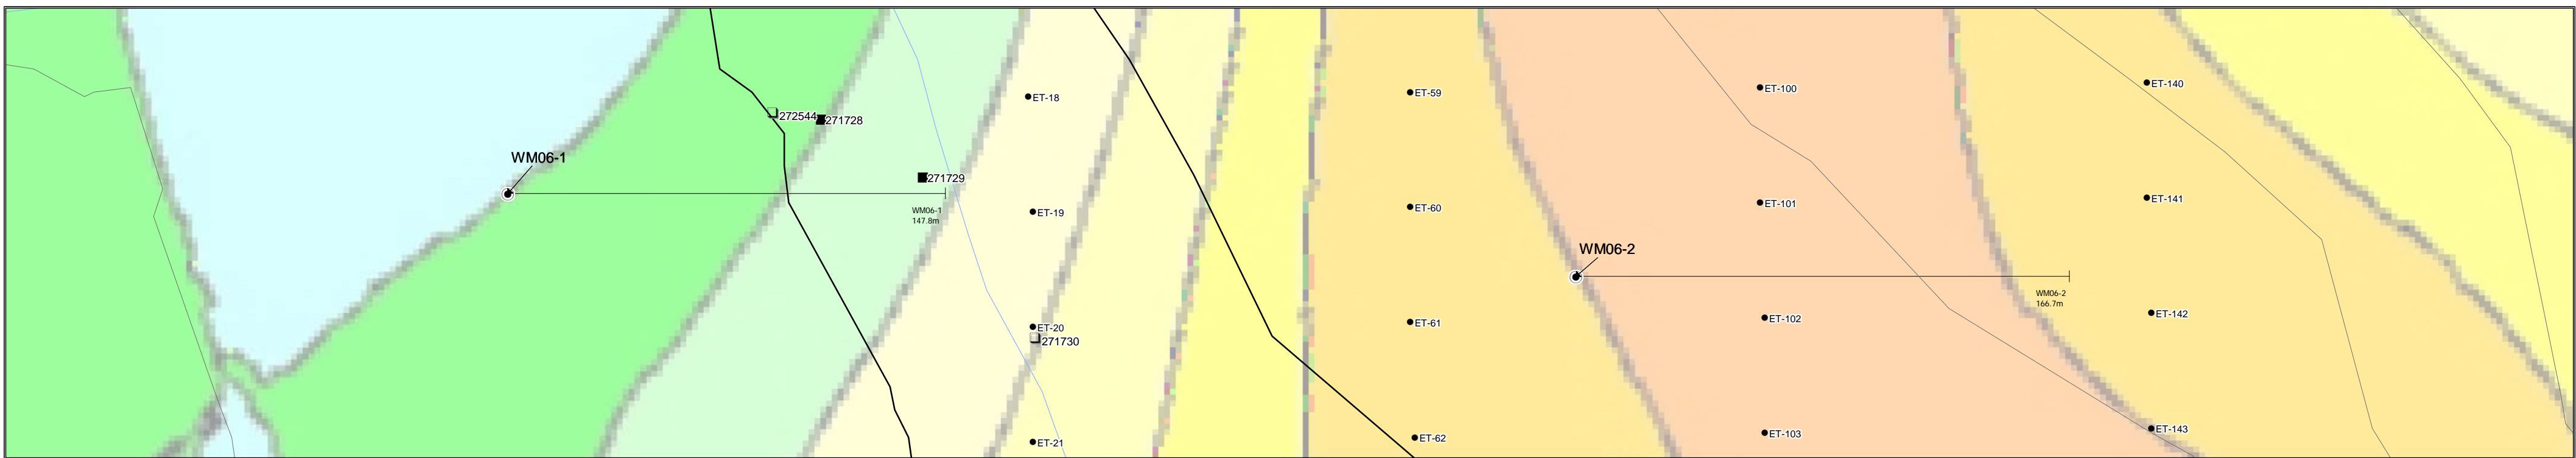 ET-140
ET-100
ET-59
ET-18
272544
271728
WM06-1
271729
ET-141
ET-101
ET-60
WM06-1
147.8m
ET-19
WM06-2
WM06-2
166.7m
ET-142
ET-102
ET-61
ET-20
271730
ET-143
ET-103
ET-62
ET-21